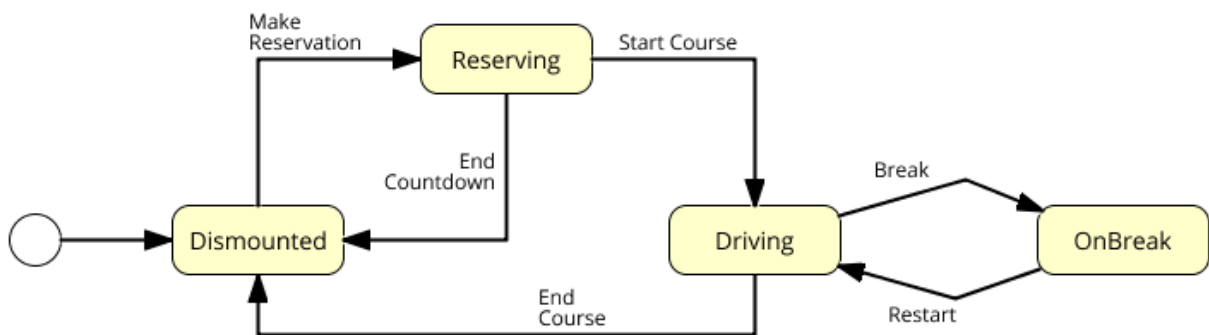 Make
Reservation
Reserving
Start Course
End
Countdown
Break
Dismounted
Driving
OnBreak
End
Course
Restart